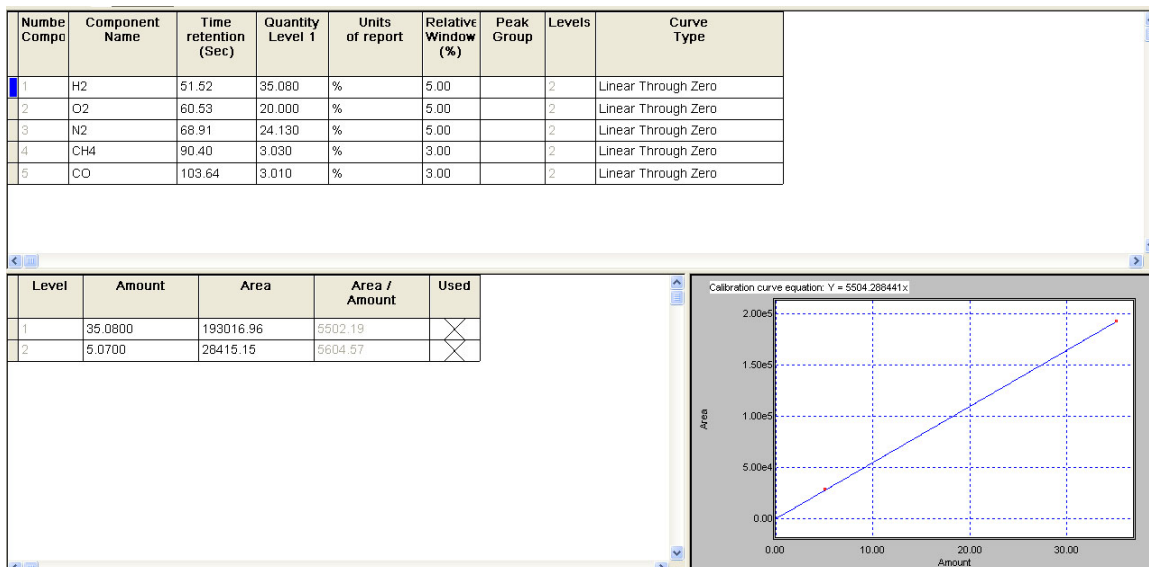 Numbe Compo Component Name Time retention (Sec) Quantity Level 1 Units of report Relative Window (%) Peak Group Levels Curve Type
1 H2 51.52 35.080 % 5.00 2 Linear Through Zero
2 O2 60.53 20.000 % 5.00 2 Linear Through Zero
3 N2 68.91 24.130 % 5.00 2 Linear Through Zero
4 CH4 90.40 3.030 % 3.00 2 Linear Through Zero
5 CO 103.64 3.010 % 3.00 2 Linear Through Zero
Level Amount Area Area / Amount Used
1 35.0800 193016.96 5502.19
2 5.0700 28415.15 5604.57
Calibration curve equation: Y = 5504.288441x
2.00e5
1.50e5
1.00e5
5.00e4
0.00
Area
0.00 10.00 20.00 30.00
Amount